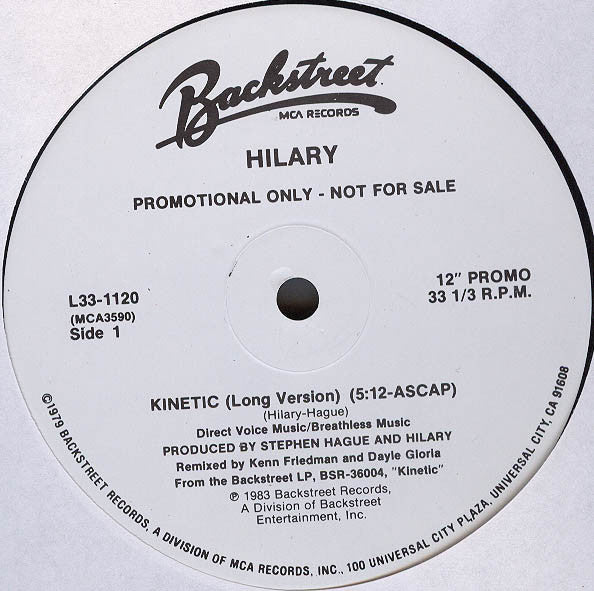 Backstreet
MCA RECORDS
HILARY
PROMOTIONAL ONLY - NOT FOR SALE
L33-1120
(MCA3590)
Side 1
12" PROMO
33 1/3 R.P.M.
KINETIC (Long Version) (5:12-ASCAP)
(Hilary-Hague)
Direct Voice Music/Breathless Music
PRODUCED BY STEPHEN HAGUE AND HILARY
Remixed by Kenn Friedman and Dayle Gloria
From the Backstreet LP, BSR-36004, "Kinetic"
℗ 1983 Backstreet Records,
A Division of Backstreet
Entertainment, Inc.
©1979 BACKSTREET RECORDS, A DIVISION OF MCA RECORDS, INC., 100 UNIVERSAL CITY PLAZA, UNIVERSAL CITY, CA 91608